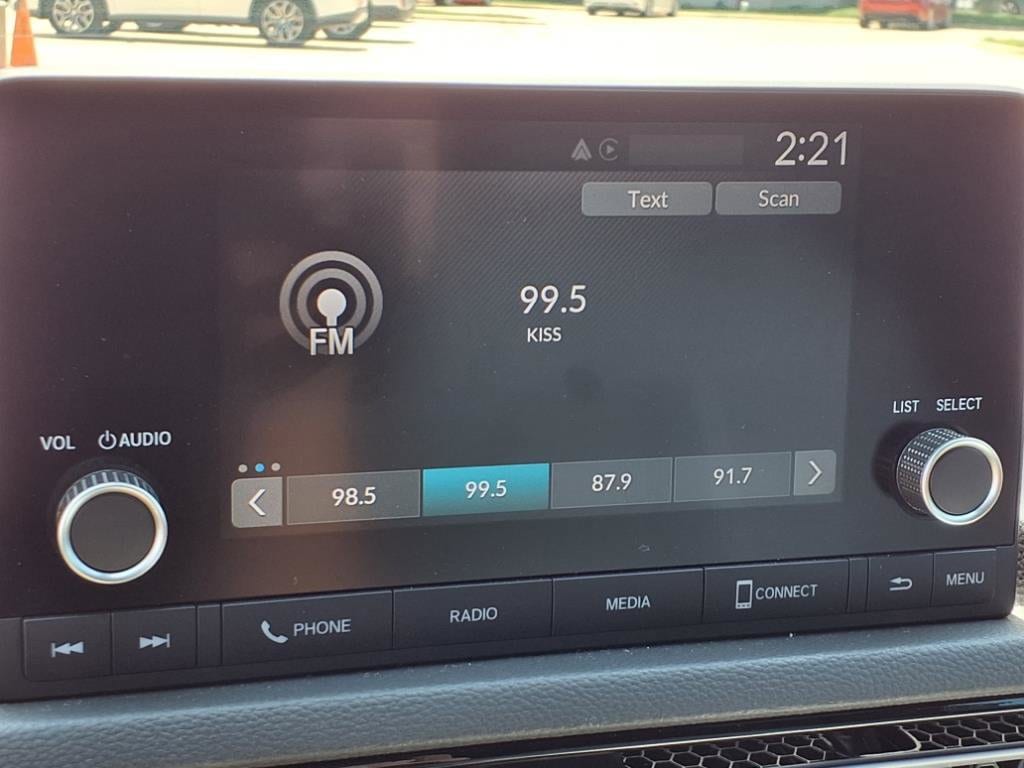 2:21
Text Scan
FM
99.5
KISS
LIST SELECT
VOL AUDIO
98.5 99.5 87.9 91.7
PHONE RADIO MEDIA CONNECT MENU